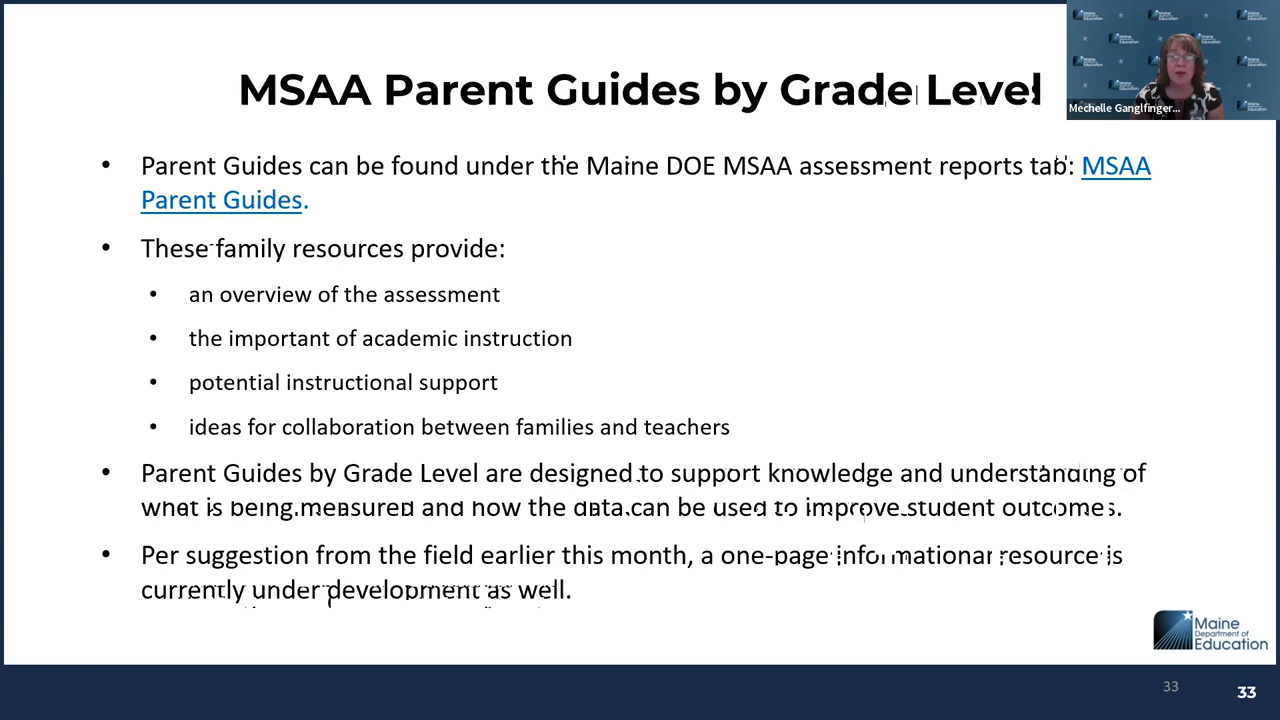 MSAA Parent Guides by Grade Level
Mechelle Ganglfinger...
• Parent Guides can be found under the Maine DOE MSAA assessment reports tab: MSAA
Parent Guides.
• These family resources provide:
• an overview of the assessment
• the important of academic instruction
• potential instructional support
• ideas for collaboration between families and teachers
• Parent Guides by Grade Level are designed to support knowledge and understanding of
what is being measured and how the data can be used to improve student outcomes.
• Per suggestion from the field earlier this month, a one-page informational resource is
currently under development as well.
Maine
Department of
Education
33
33